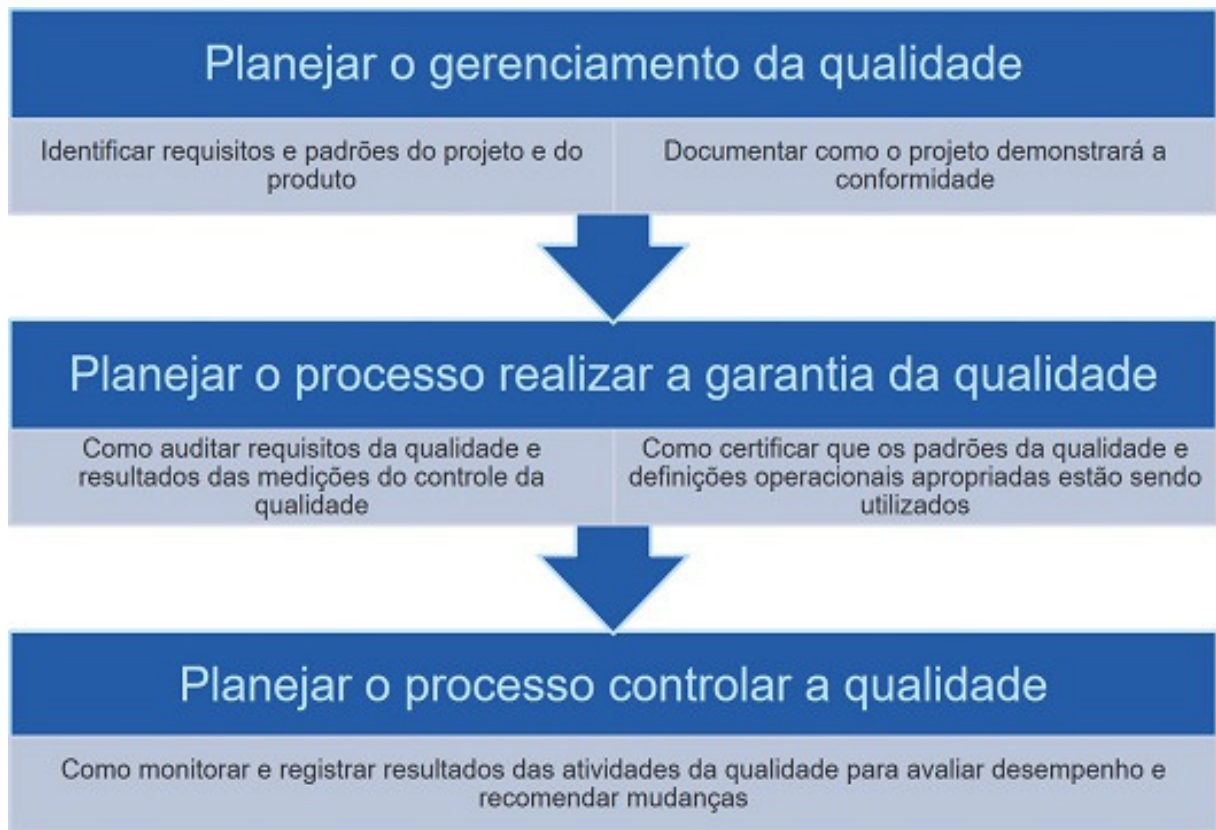 Planejar o gerenciamento da qualidade
Identificar requisitos e padrões do projeto e do
produto
Documentar como o projeto demonstrará a
conformidade
Planejar o processo realizar a garantia da qualidade
Como auditar requisitos da qualidade e
resultados das medições do controle da
qualidade
Como certificar que os padrões da qualidade e
definições operacionais apropriadas estão sendo
utilizados
Planejar o processo controlar a qualidade
Como monitorar e registrar resultados das atividades da qualidade para avaliar desempenho e
recomendar mudanças